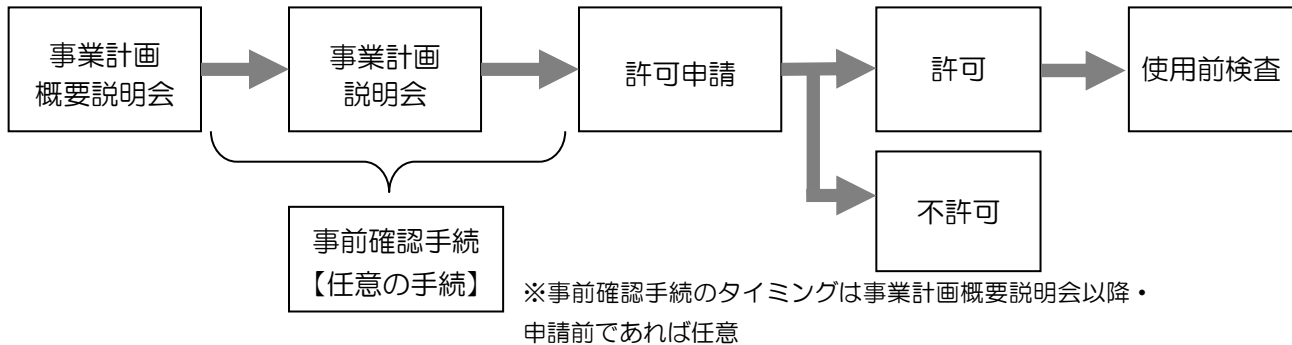 事業計画
概要説明会
事業計画
説明会
許可申請
許可
使用前検査
不許可
事前確認手続
【任意の手続】
※事前確認手続のタイミングは事業計画概要説明会以降・
申請前であれば任意